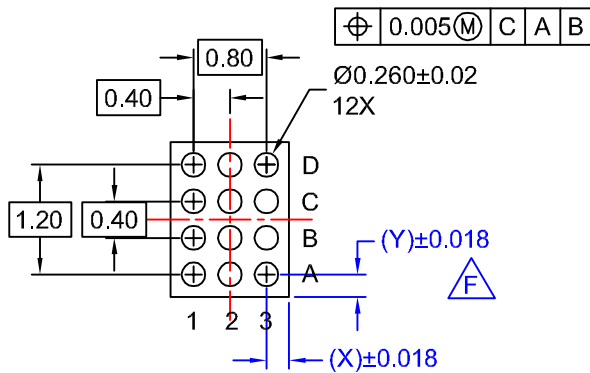 ⌖ 0.005Ⓜ C A B
0.80
Ø0.260±0.02
12X
0.40
D
C
1.20 0.40
B
(Y)±0.018
A
F
1 2 3
(X)±0.018